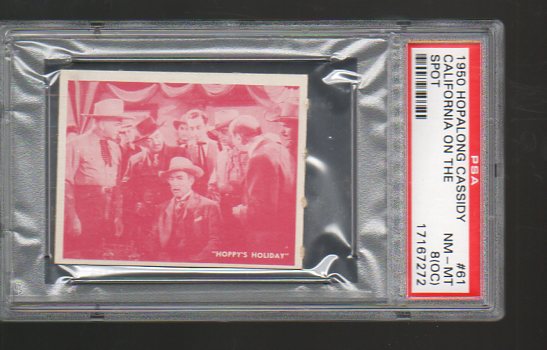 PSA
1950 HOPALONG CASSIDY #61
CALIFORNIA ON THE NM-MT
SPOT 8(OC)
17167272
"HOPPY'S HOLIDAY"